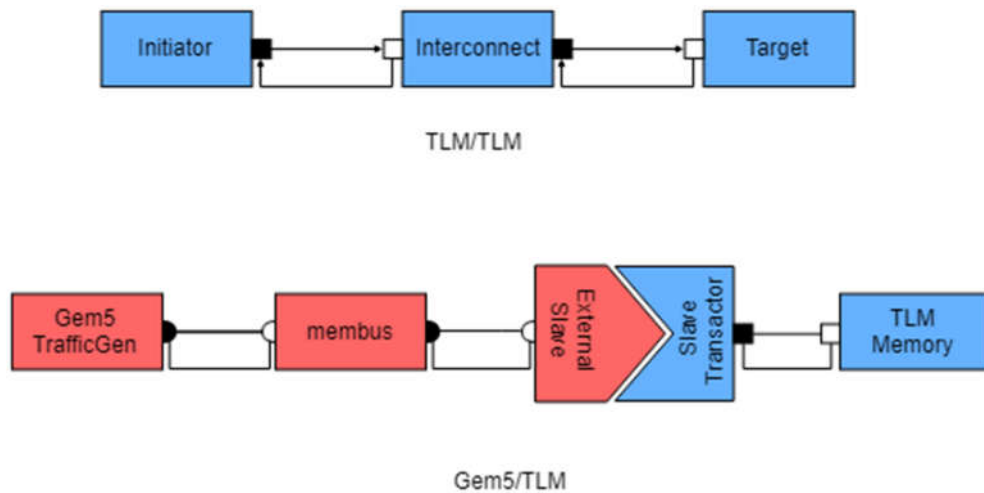 Initiator
Interconnect
Target
TLM/TLM
Gem5
TrafficGen
membus
External
Slave
Slave
Transactor
TLM
Memory
Gem5/TLM